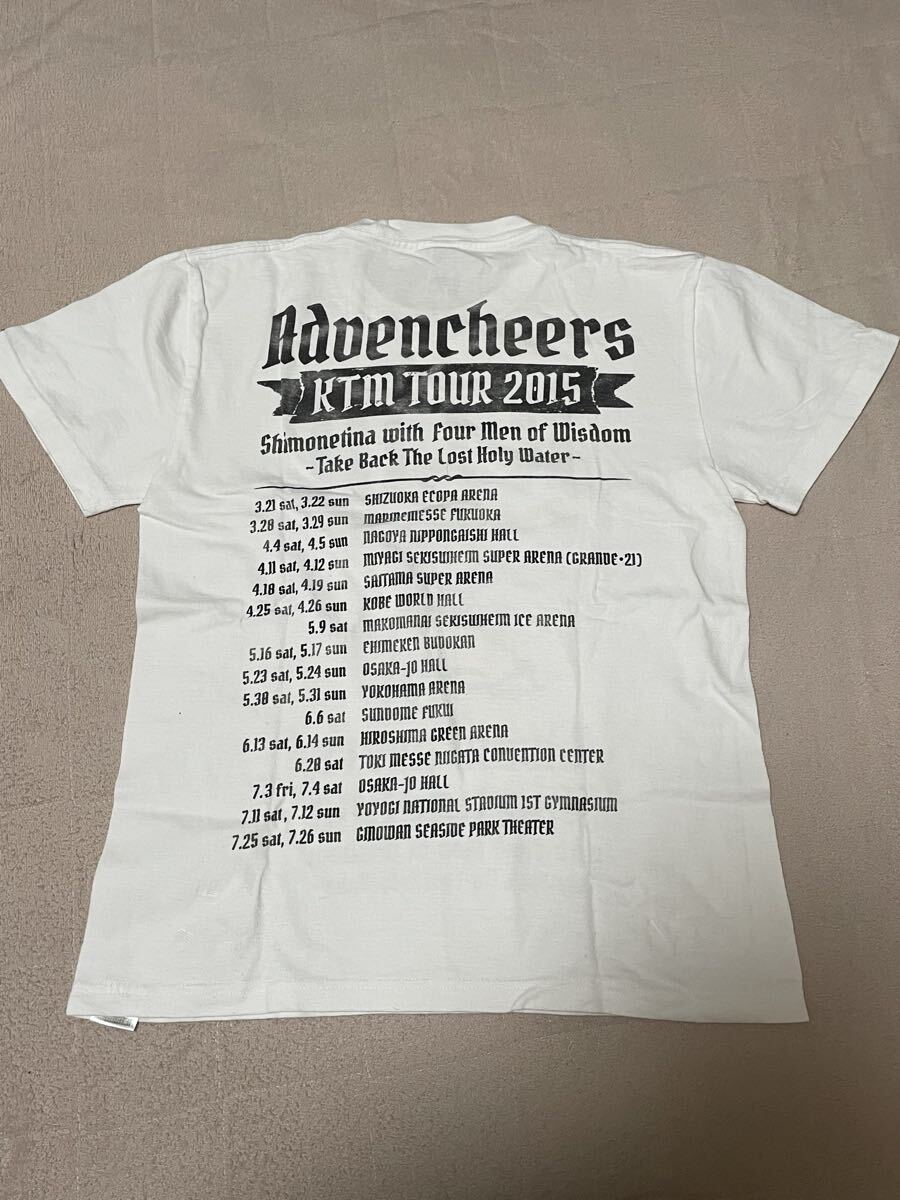 Advencheers
KTM TOUR 2015
Shimonetina with Four Men of Wisdom
-Take Back The Lost Holy Water-
3.21 sat, 3.22 sun SHIZUOKA ECOPA ARENA
3.28 sat, 3.29 sun MARINEMESSE FUKUOKA
4.4 sat, 4.5 sun NAGOYA NIPPONGAISHI HALL
4.11 sat, 4.12 sun MIYAGI SEKISUIHEIM SUPER ARENA (GRANDE•21)
4.18 sat, 4.19 sun SAITAMA SUPER ARENA
4.25 sat, 4.26 sun KOBE WORLD HALL
5.9 sat MAKOMANAI SEKISUIHEIM ICE ARENA
5.16 sat, 5.17 sun EHIMEKEN BUDOKAN
5.23 sat, 5.24 sun OSAKA-JO HALL
5.30 sat, 5.31 sun YOKOHAMA ARENA
6.6 sat SUNDOME FUKUI
6.13 sat, 6.14 sun HIROSHIMA GREEN ARENA
6.20 sat TOKI MESSE NIIGATA CONVENTION CENTER
7.3 fri, 7.4 sat OSAKA-JO HALL
7.11 sat, 7.12 sun YOYOGI NATIONAL STADIUM 1ST GYMNASIUM
7.25 sat, 7.26 sun GINOWAN SEASIDE PARK THEATER